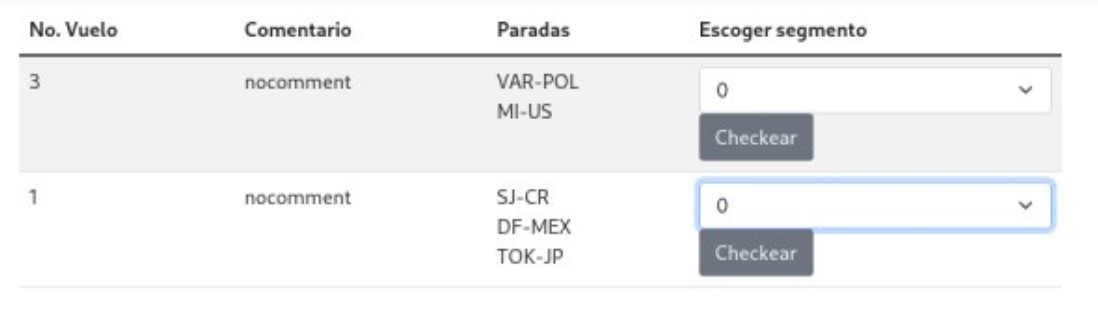 No. Vuelo Comentario Paradas Escoger segmento
3 nocomment VAR-POL 0
MI-US
Checkear
1 nocomment SJ-CR 0
DF-MEX
TOK-JP Checkear